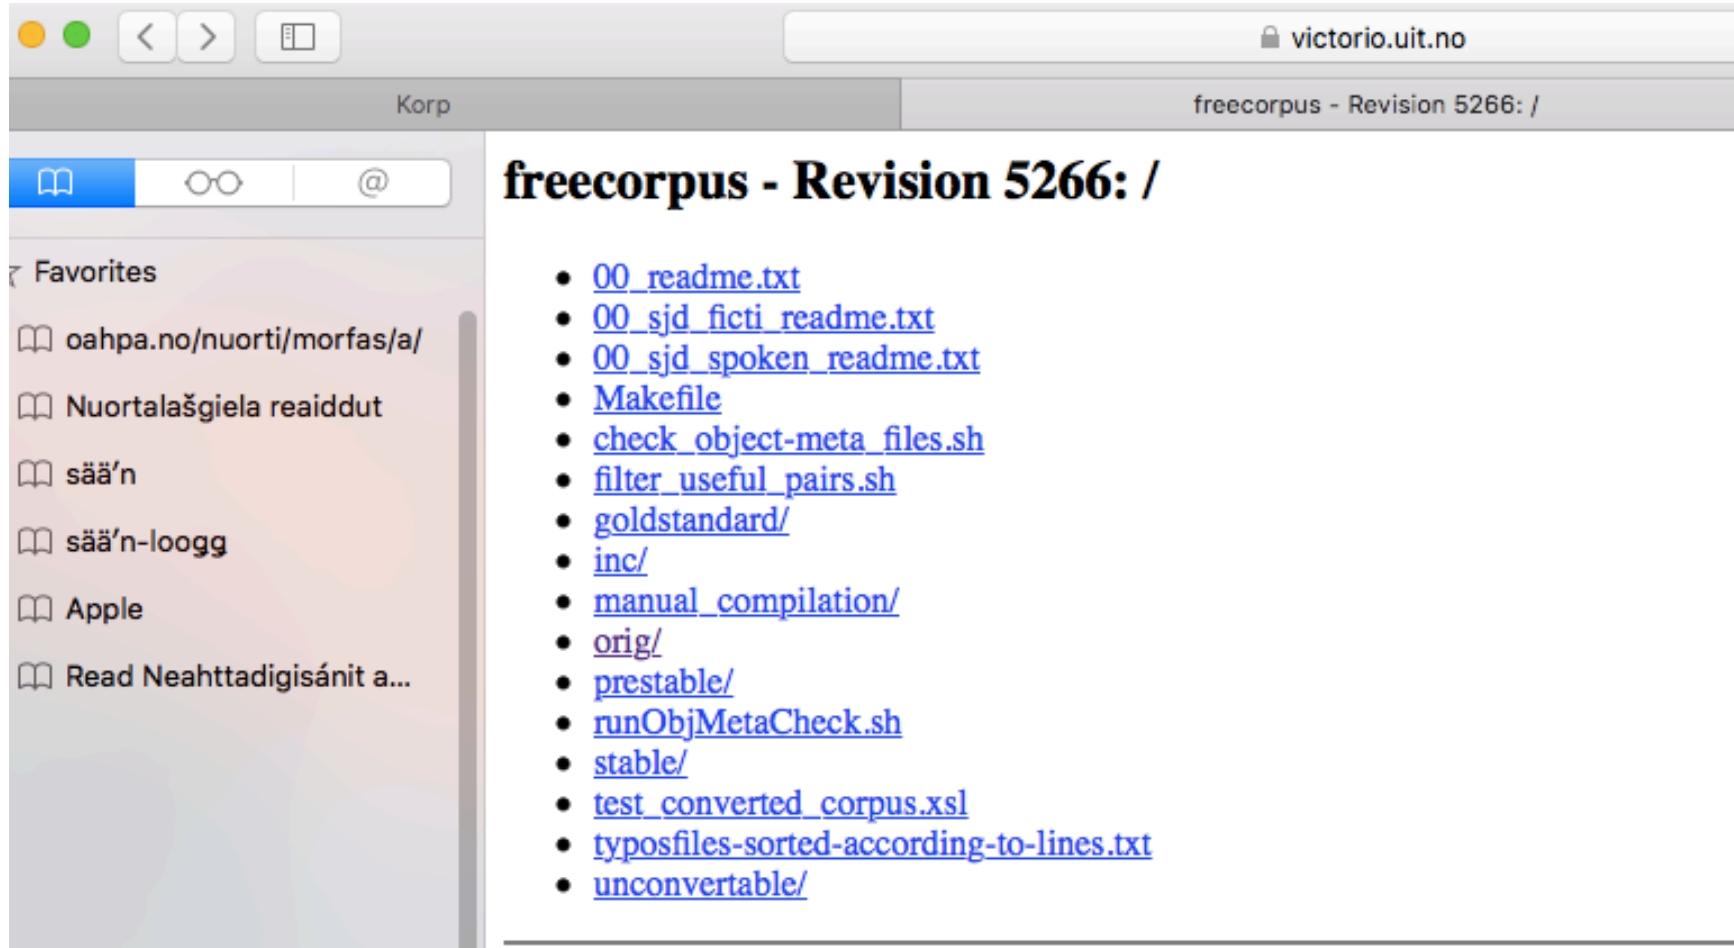 victorio.uit.no
Korp
freecorpus - Revision 5266: /
@
Favorites
oahpa.no/nuorti/morfas/a/
Nuortalašgiela reaiddut
sääʹn
sääʹn-loogg
Apple
Read Neahttadigisánit a...
freecorpus - Revision 5266: /
00_readme.txt
00_sjd_ficti_readme.txt
00_sjd_spoken_readme.txt
Makefile
check_object-meta_files.sh
filter_useful_pairs.sh
goldstandard/
inc/
manual_compilation/
orig/
prestable/
runObjMetaCheck.sh
stable/
test_converted_corpus.xsl
typosfiles-sorted-according-to-lines.txt
unconvertable/